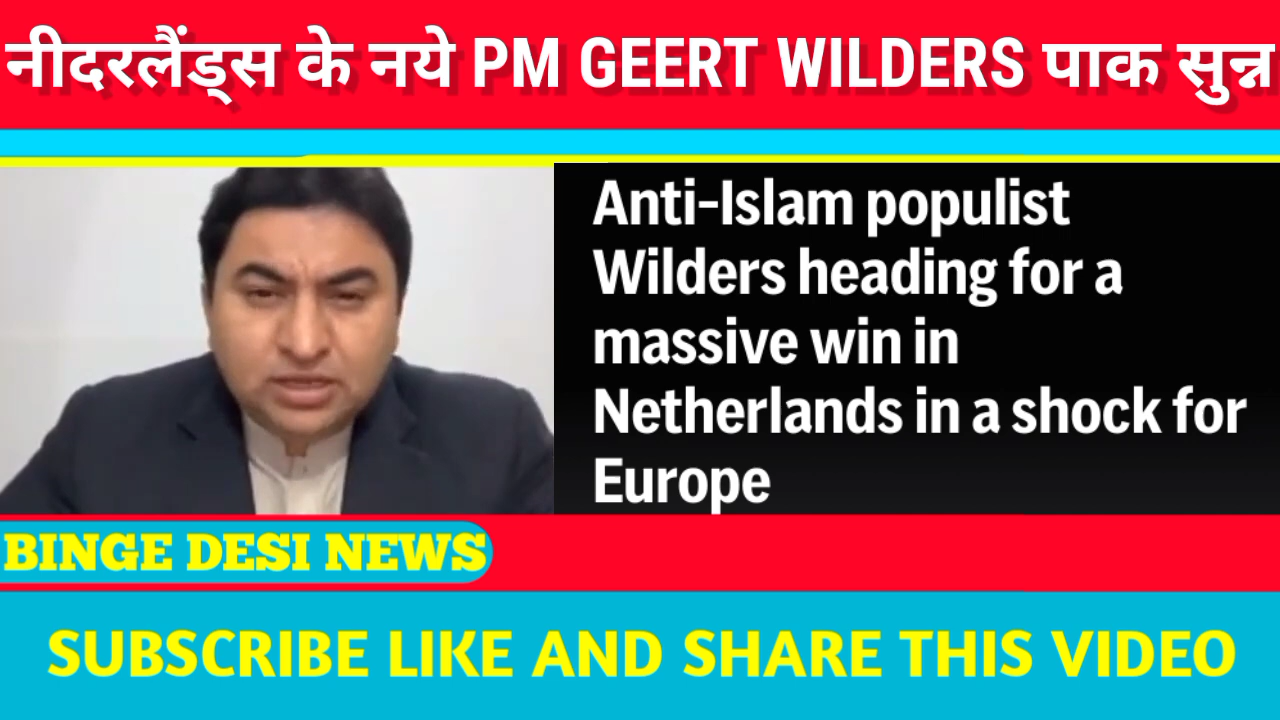 नीदरलैंड्स के नये PM GEERT WILDERS पाक सुन्न
Anti-Islam populist
Wilders heading for a
massive win in
Netherlands in a shock for
Europe
BINGE DESI NEWS
SUBSCRIBE LIKE AND SHARE THIS VIDEO